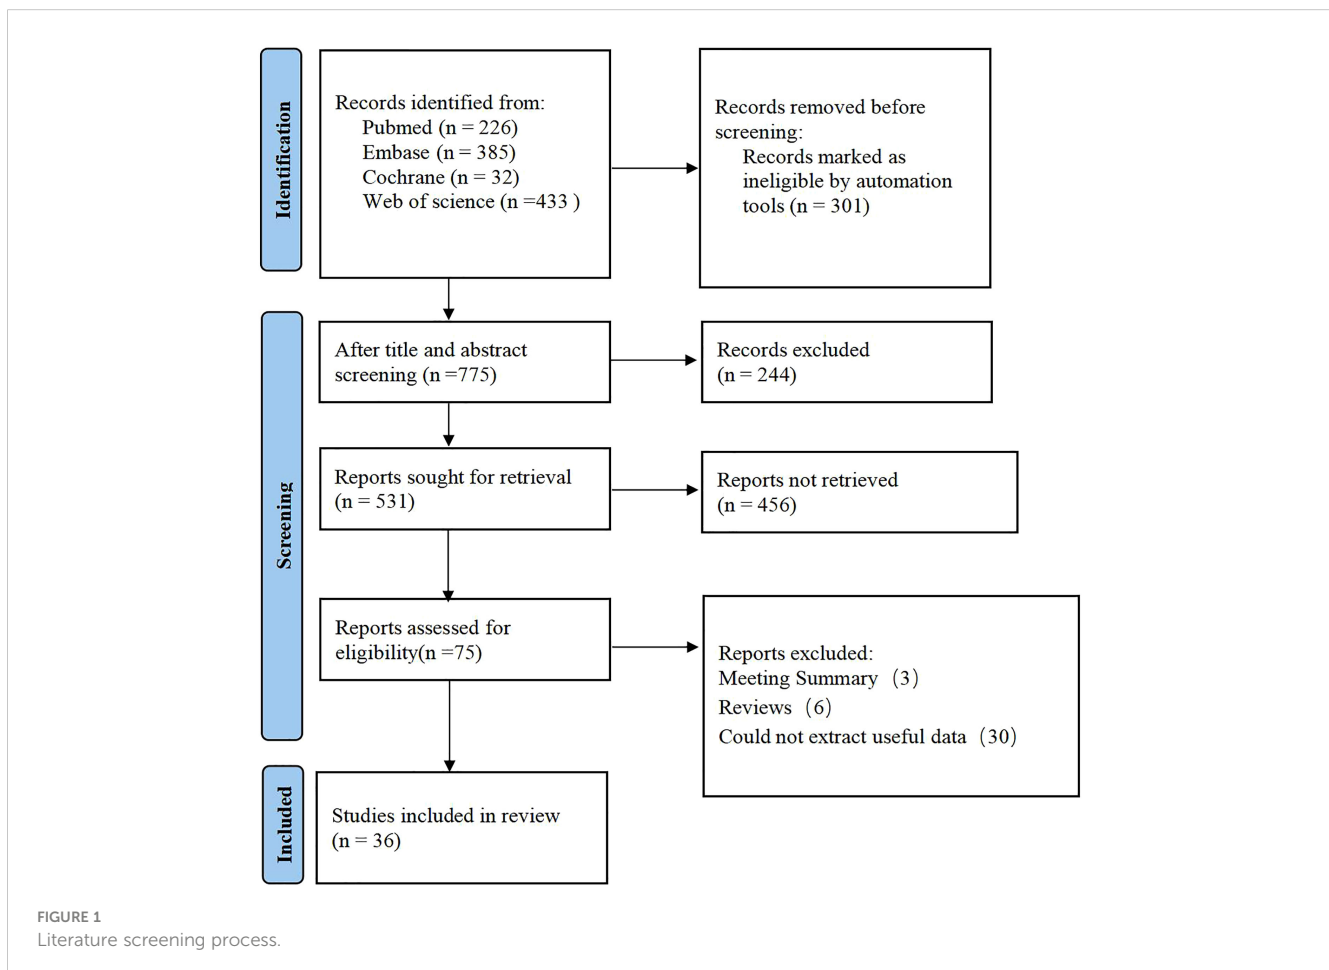 Identification
Records identified from:
Pubmed (n = 226)
Embase (n = 385)
Cochrane (n = 32)
Web of science (n =433 )
Records removed before
screening:
Records marked as
ineligible by automation
tools (n = 301)
Screening
After title and abstract
screening (n =775)
Records excluded
(n = 244)
Reports sought for retrieval
(n = 531)
Reports not retrieved
(n = 456)
Reports assessed for
eligibility(n =75)
Reports excluded:
Meeting Summary（3）
Reviews（6）
Could not extract useful data（30）
Included
Studies included in review
(n = 36)
FIGURE 1
Literature screening process.